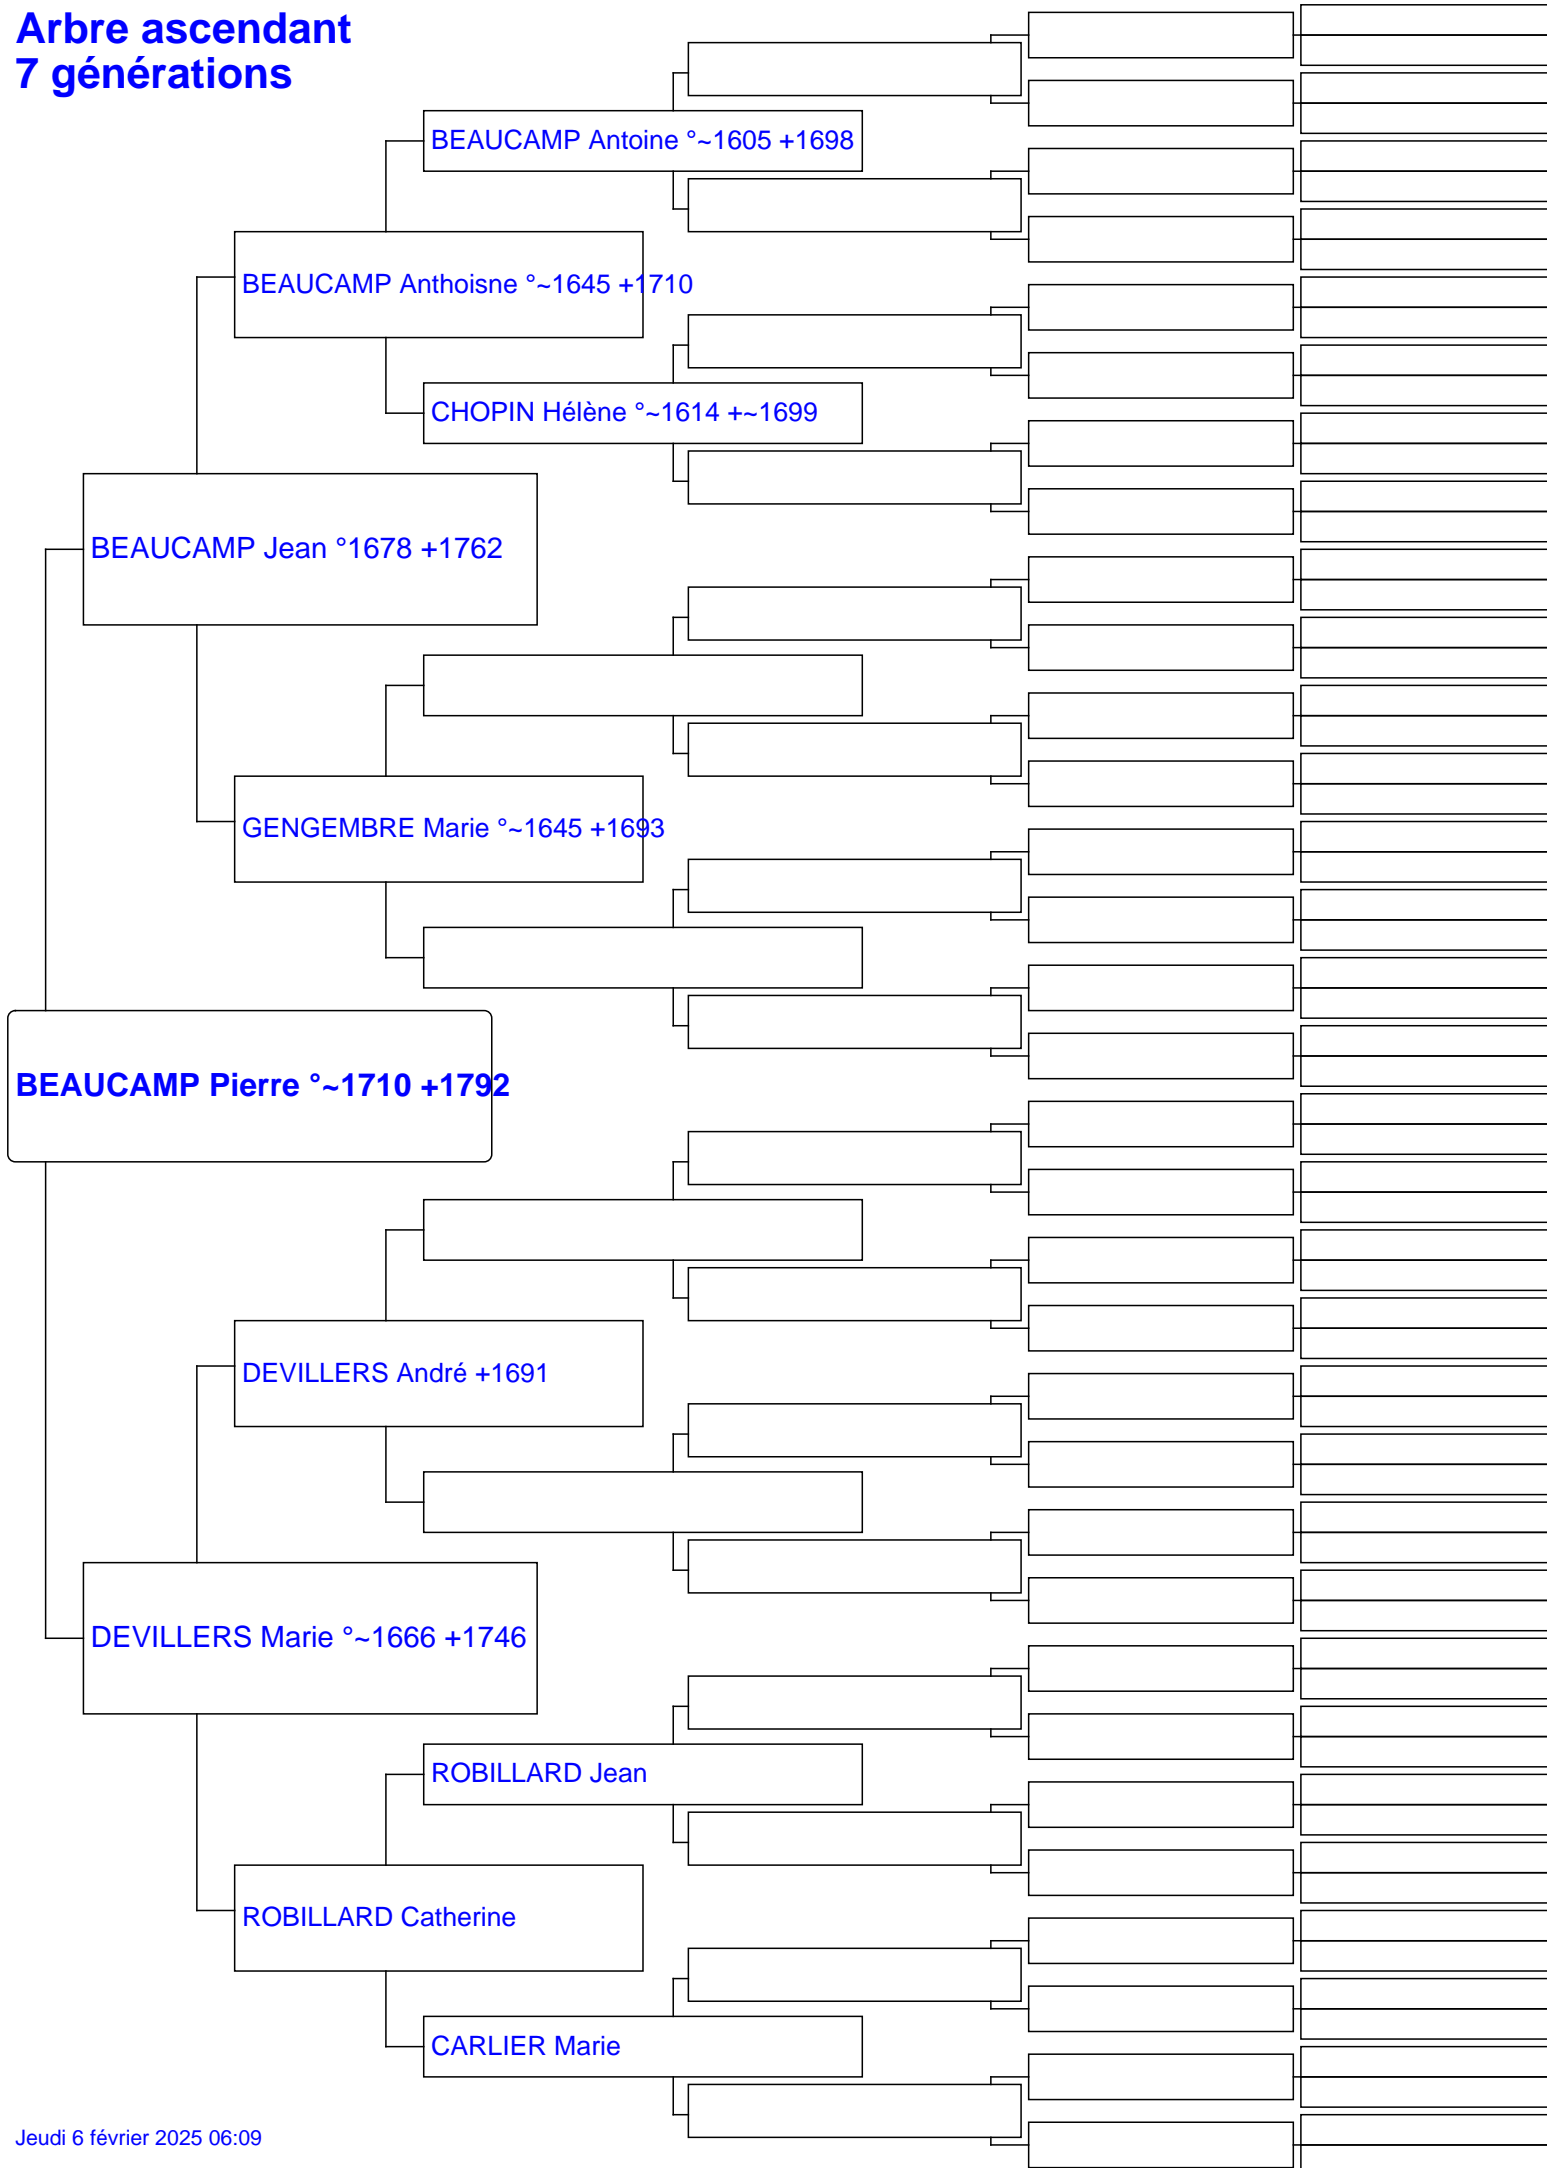 Arbre ascendant
7 générations
BEAUCAMP Antoine °~1605 +1698
BEAUCAMP Anthoisne °~1645 +1710
CHOPIN Hélène °~1614 +~1699
BEAUCAMP Jean °1678 +1762
GENGEMBRE Marie °~1645 +1693
BEAUCAMP Pierre °~1710 +1792
DEVILLERS André +1691
DEVILLERS Marie °~1666 +1746
ROBILLARD Jean
ROBILLARD Catherine
CARLIER Marie
Jeudi 6 février 2025 06:09